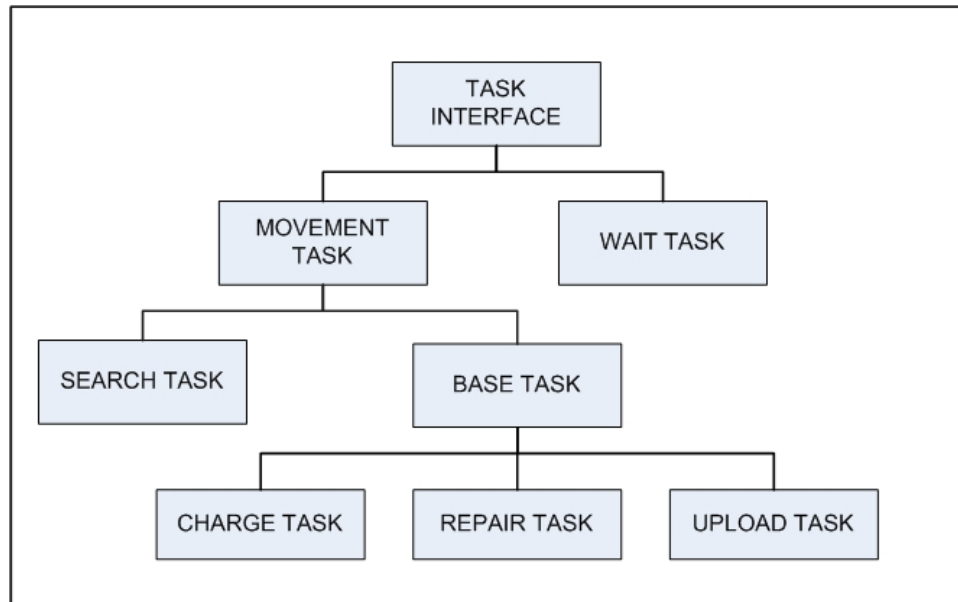 TASK
INTERFACE
MOVEMENT
TASK
WAIT TASK
SEARCH TASK
BASE TASK
CHARGE TASK
REPAIR TASK
UPLOAD TASK